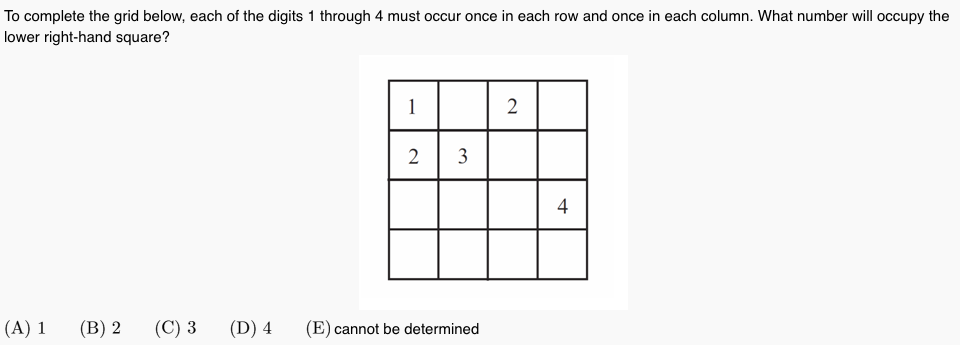 To complete the grid below, each of the digits 1 through 4 must occur once in each row and once in each column. What number will occupy the
lower right-hand square?
1 2
2 3
4
(A) 1 (B) 2 (C) 3 (D) 4 (E) cannot be determined